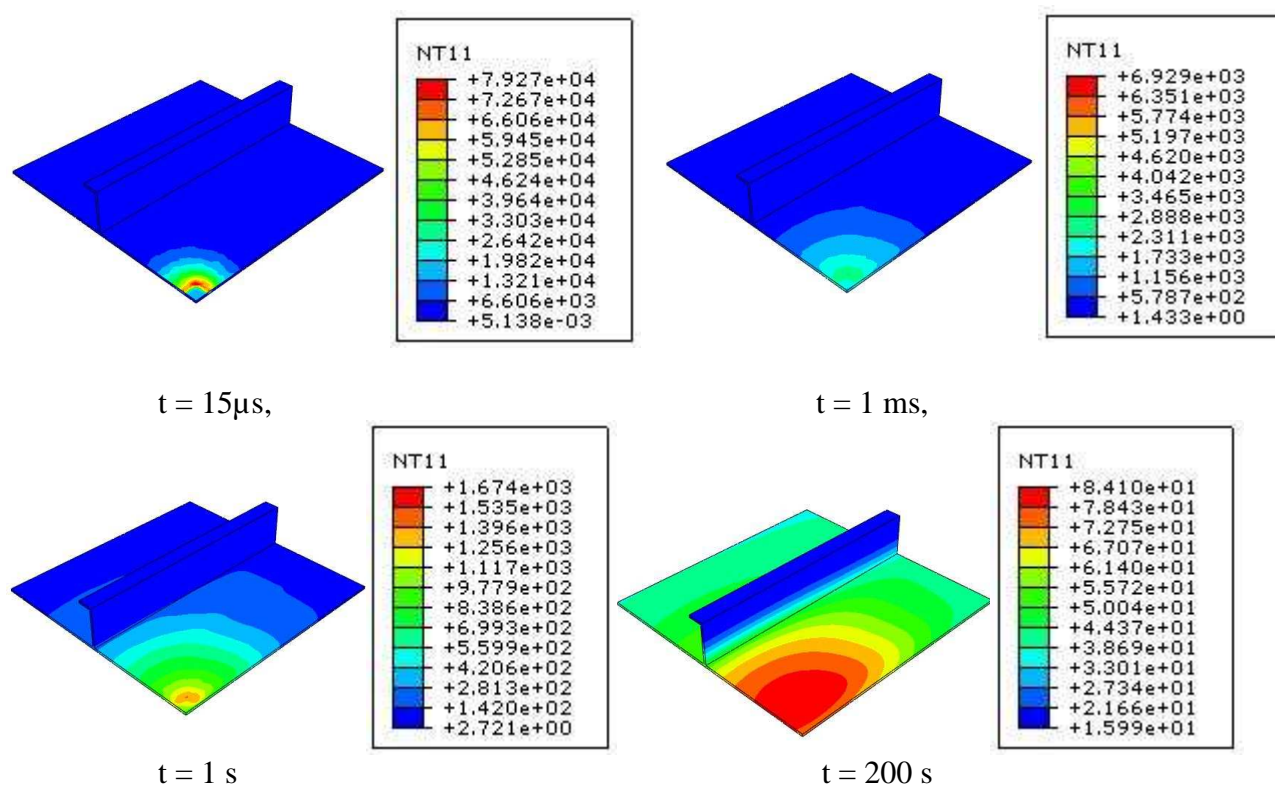 NT11
+7.927e+04
+7.267e+04
+6.606e+04
+5.945e+04
+5.285e+04
+4.624e+04
+3.964e+04
+3.303e+04
+2.642e+04
+1.982e+04
+1.321e+04
+6.606e+03
+5.138e-03
t = 15µs,
NT11
+6.929e+03
+6.351e+03
+5.774e+03
+5.197e+03
+4.620e+03
+4.042e+03
+3.465e+03
+2.888e+03
+2.311e+03
+1.733e+03
+1.156e+03
+5.787e+02
+1.433e+00
t = 1 ms,
NT11
+1.674e+03
+1.535e+03
+1.396e+03
+1.256e+03
+1.117e+03
+9.779e+02
+8.386e+02
+6.993e+02
+5.599e+02
+4.206e+02
+2.813e+02
+1.420e+02
+2.721e+00
t = 1 s
NT11
+8.410e+01
+7.843e+01
+7.275e+01
+6.707e+01
+6.140e+01
+5.572e+01
+5.004e+01
+4.437e+01
+3.869e+01
+3.301e+01
+2.734e+01
+2.166e+01
+1.599e+01
t = 200 s